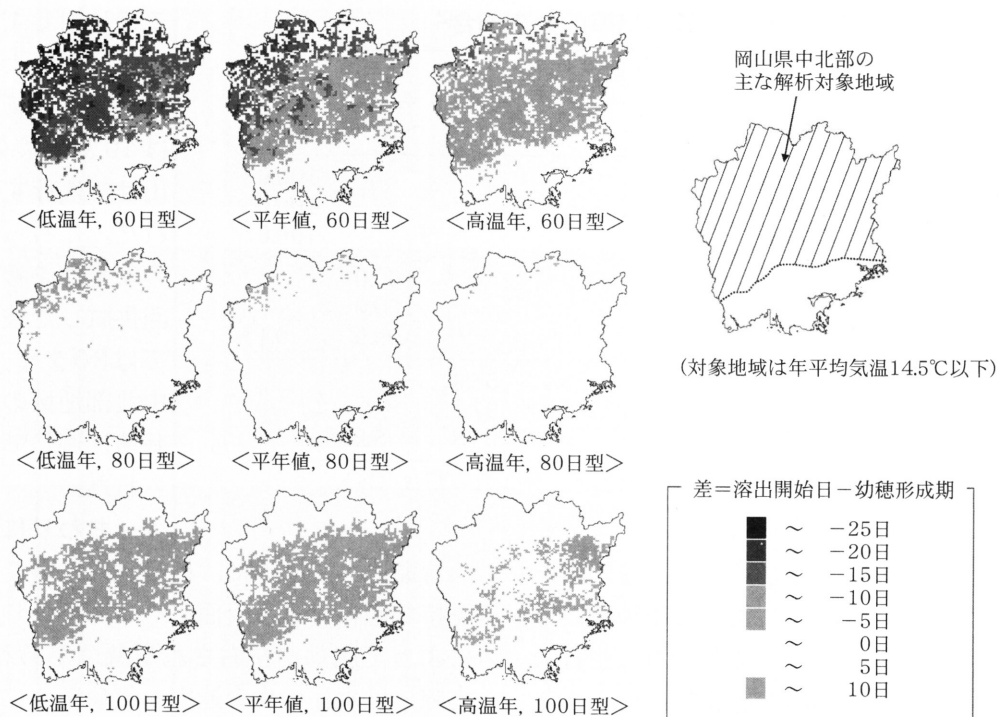 岡山県中北部の
主な解析対象地域
<低温年, 60日型>
<平年値, 60日型>
<高温年, 60日型>
(対象地域は年平均気温14.5℃以下)
<低温年, 80日型>
<平年値, 80日型>
<高温年, 80日型>
差=溶出開始日-幼穂形成期
~ -25日
~ -20日
~ -15日
~ -10日
~ -5日
~ 0日
~ 5日
~ 10日
<低温年, 100日型>
<平年値, 100日型>
<高温年, 100日型>